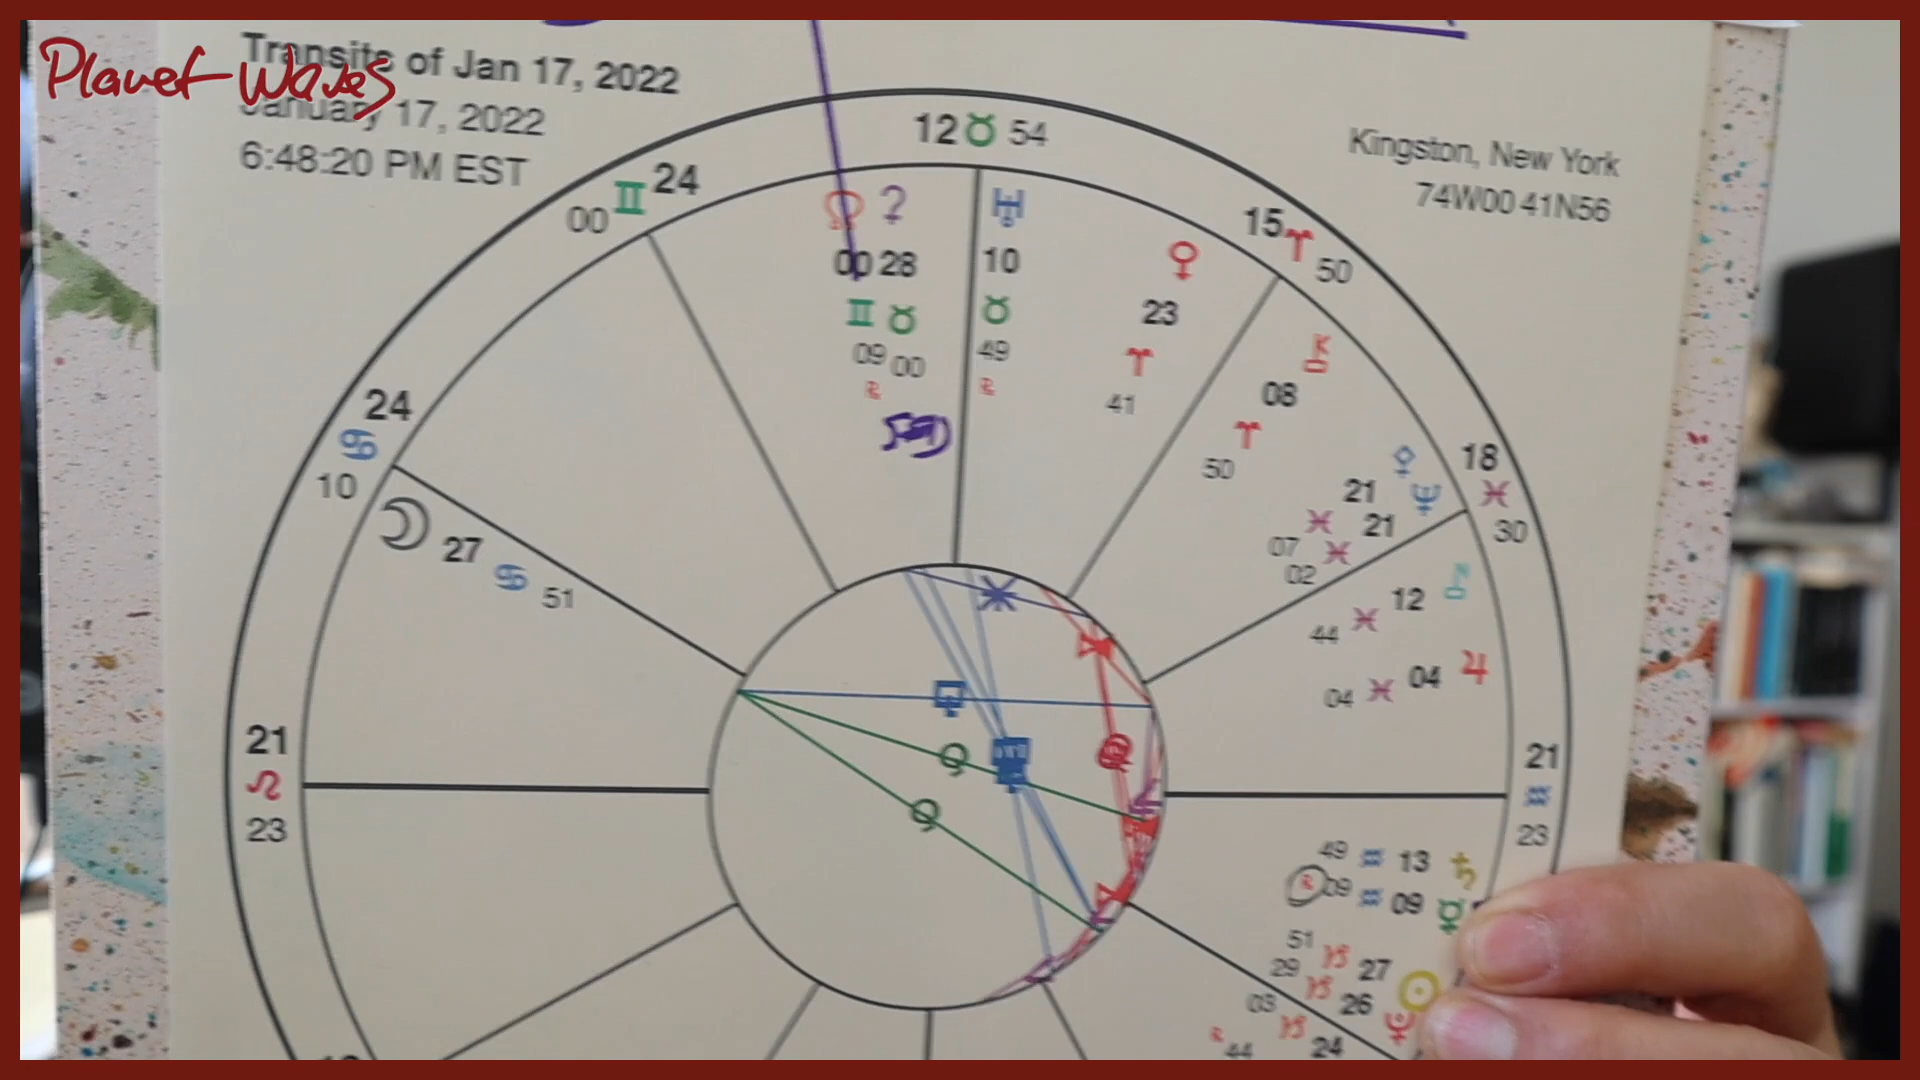 Planet Waves
Transits of Jan 17, 2022
January 17, 2022
6:48:20 PM EST
Kingston, New York
74W00 41N56
12 ♉ 54
00 ♊ 24
15 ♈ 50
24 ♋ 10
18 ♓ 30
21 ♌ 23
21 ♒ 23
☊ 00 ♊ 09 ℞
⚳ 28 ♉ 00
♅ 10 ♉ 49 ℞
♀ 23 ♈ 41
⚷ 08 ♈ 50
⚴ 21 ♓ 07
♆ 21 ♓ 02
12 ♓ 44
♃ 04 ♓ 04
☽ 27 ♋ 51
49 ♒ 13 ♄
℞ 09 ♒ 09 ☿
51 ♑ 27 ☉
29 ♑ 26 ♇
03 ♑ 24
℞ 44